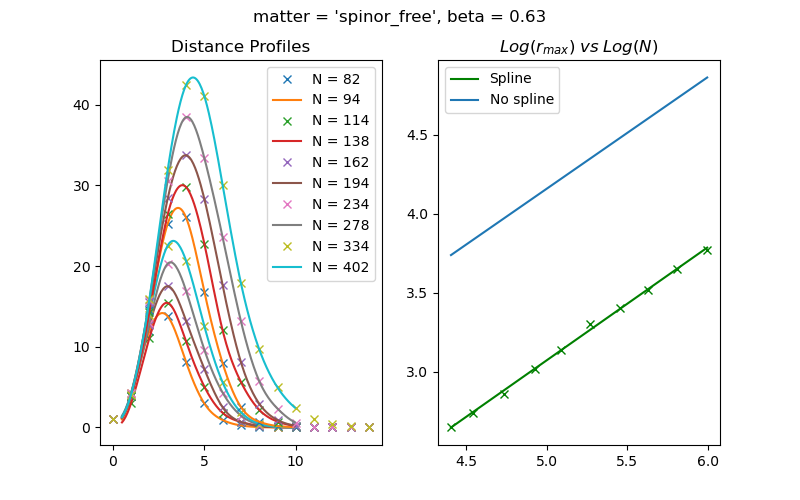 matter = 'spinor_free', beta = 0.63
Distance Profiles
N = 82
N = 94
N = 114
N = 138
N = 162
N = 194
N = 234
N = 278
N = 334
N = 402
40
30
20
10
0
0 5 10
Log(r_max) vs Log(N)
Spline
No spline
4.5
4.0
3.5
3.0
4.5 5.0 5.5 6.0